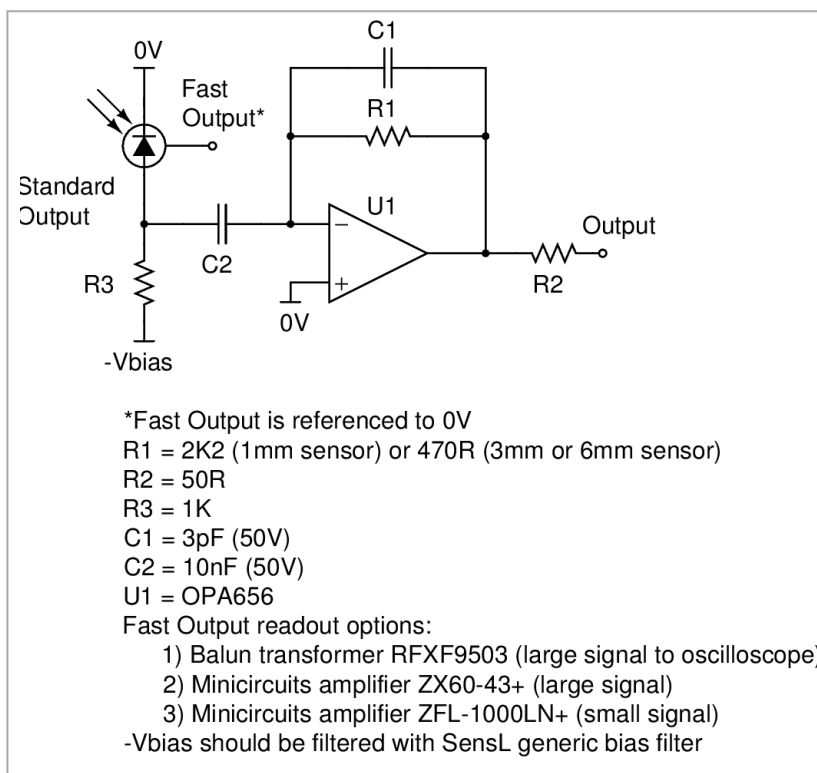 C1
0V
Fast
Output*
R1
Standard
Output
U1
Output
C2
R3
R2
0V
-Vbias
*Fast Output is referenced to 0V
R1 = 2K2 (1mm sensor) or 470R (3mm or 6mm sensor)
R2 = 50R
R3 = 1K
C1 = 3pF (50V)
C2 = 10nF (50V)
U1 = OPA656
Fast Output readout options:
1) Balun transformer RFXF9503 (large signal to oscilloscope)
2) Minicircuits amplifier ZX60-43+ (large signal)
3) Minicircuits amplifier ZFL-1000LN+ (small signal)
-Vbias should be filtered with SensL generic bias filter